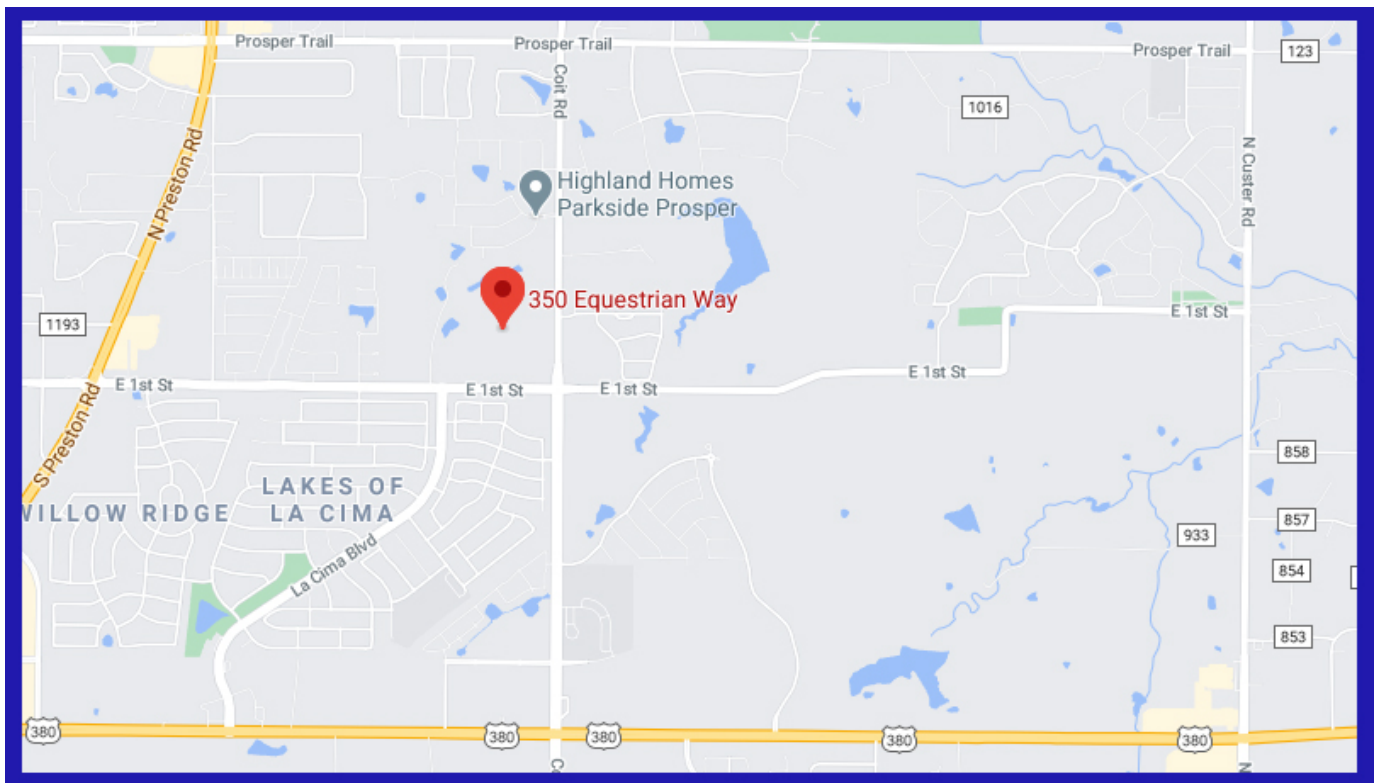 Prosper Trail
Prosper Trail
Prosper Trail
123
Coit Rd
1016
N Preston Rd
N Custer Rd
Highland Homes
Parkside Prosper
350 Equestrian Way
1193
E 1st St
E 1st St
E 1st St
E 1st St
E 1st St
S Preston Rd
858
LAKES OF
LA CIMA
WILLOW RIDGE
857
933
La Cima Blvd
854
853
380
380
380
380
380
N